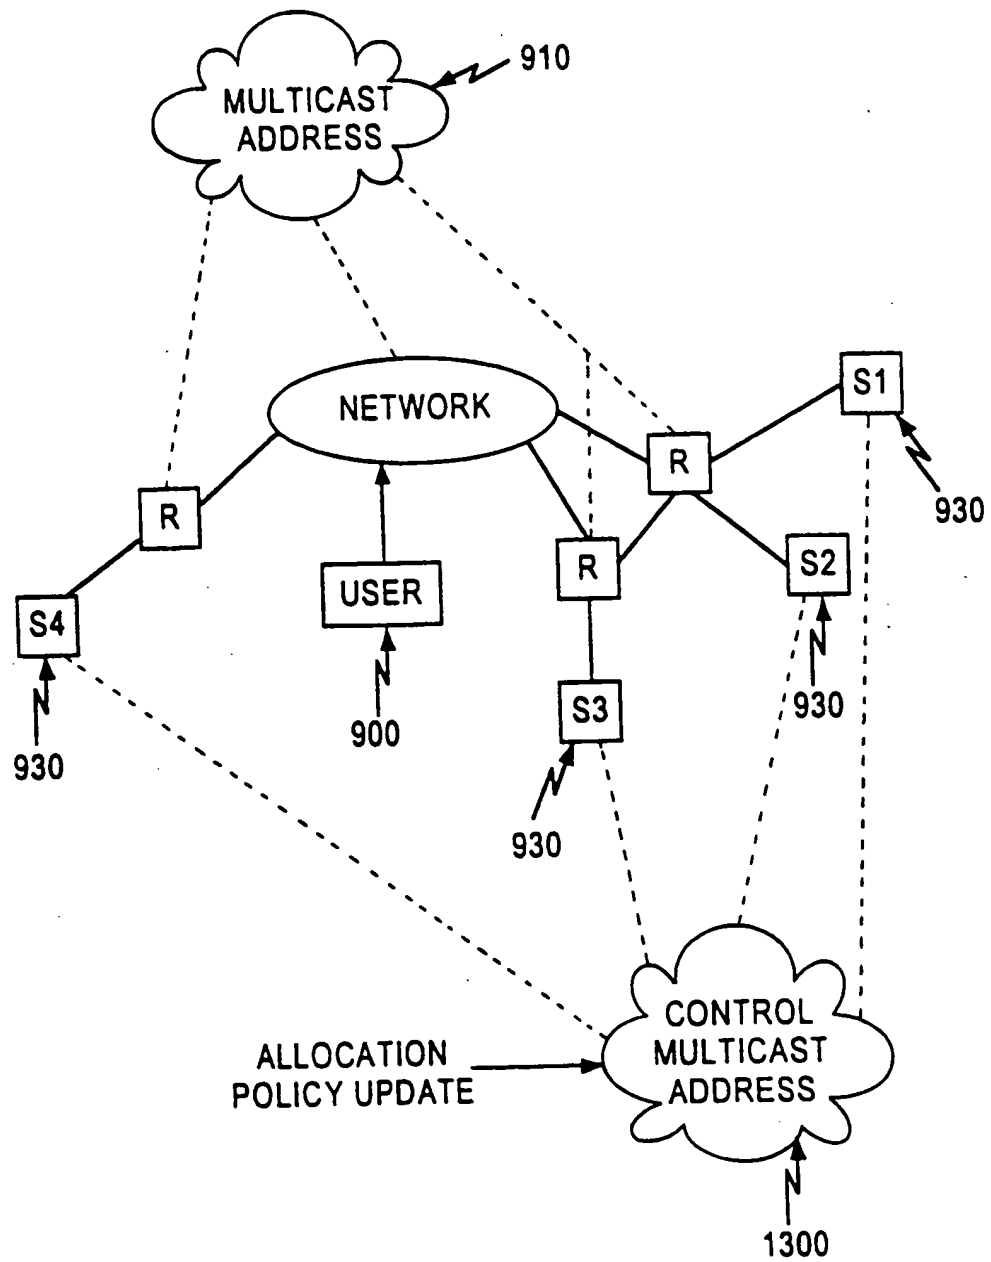 910
MULTICAST
ADDRESS
NETWORK
S1
R
930
R
R
S2
USER
S4
S3
930
900
930
930
CONTROL
MULTICAST
ADDRESS
ALLOCATION
POLICY UPDATE
1300